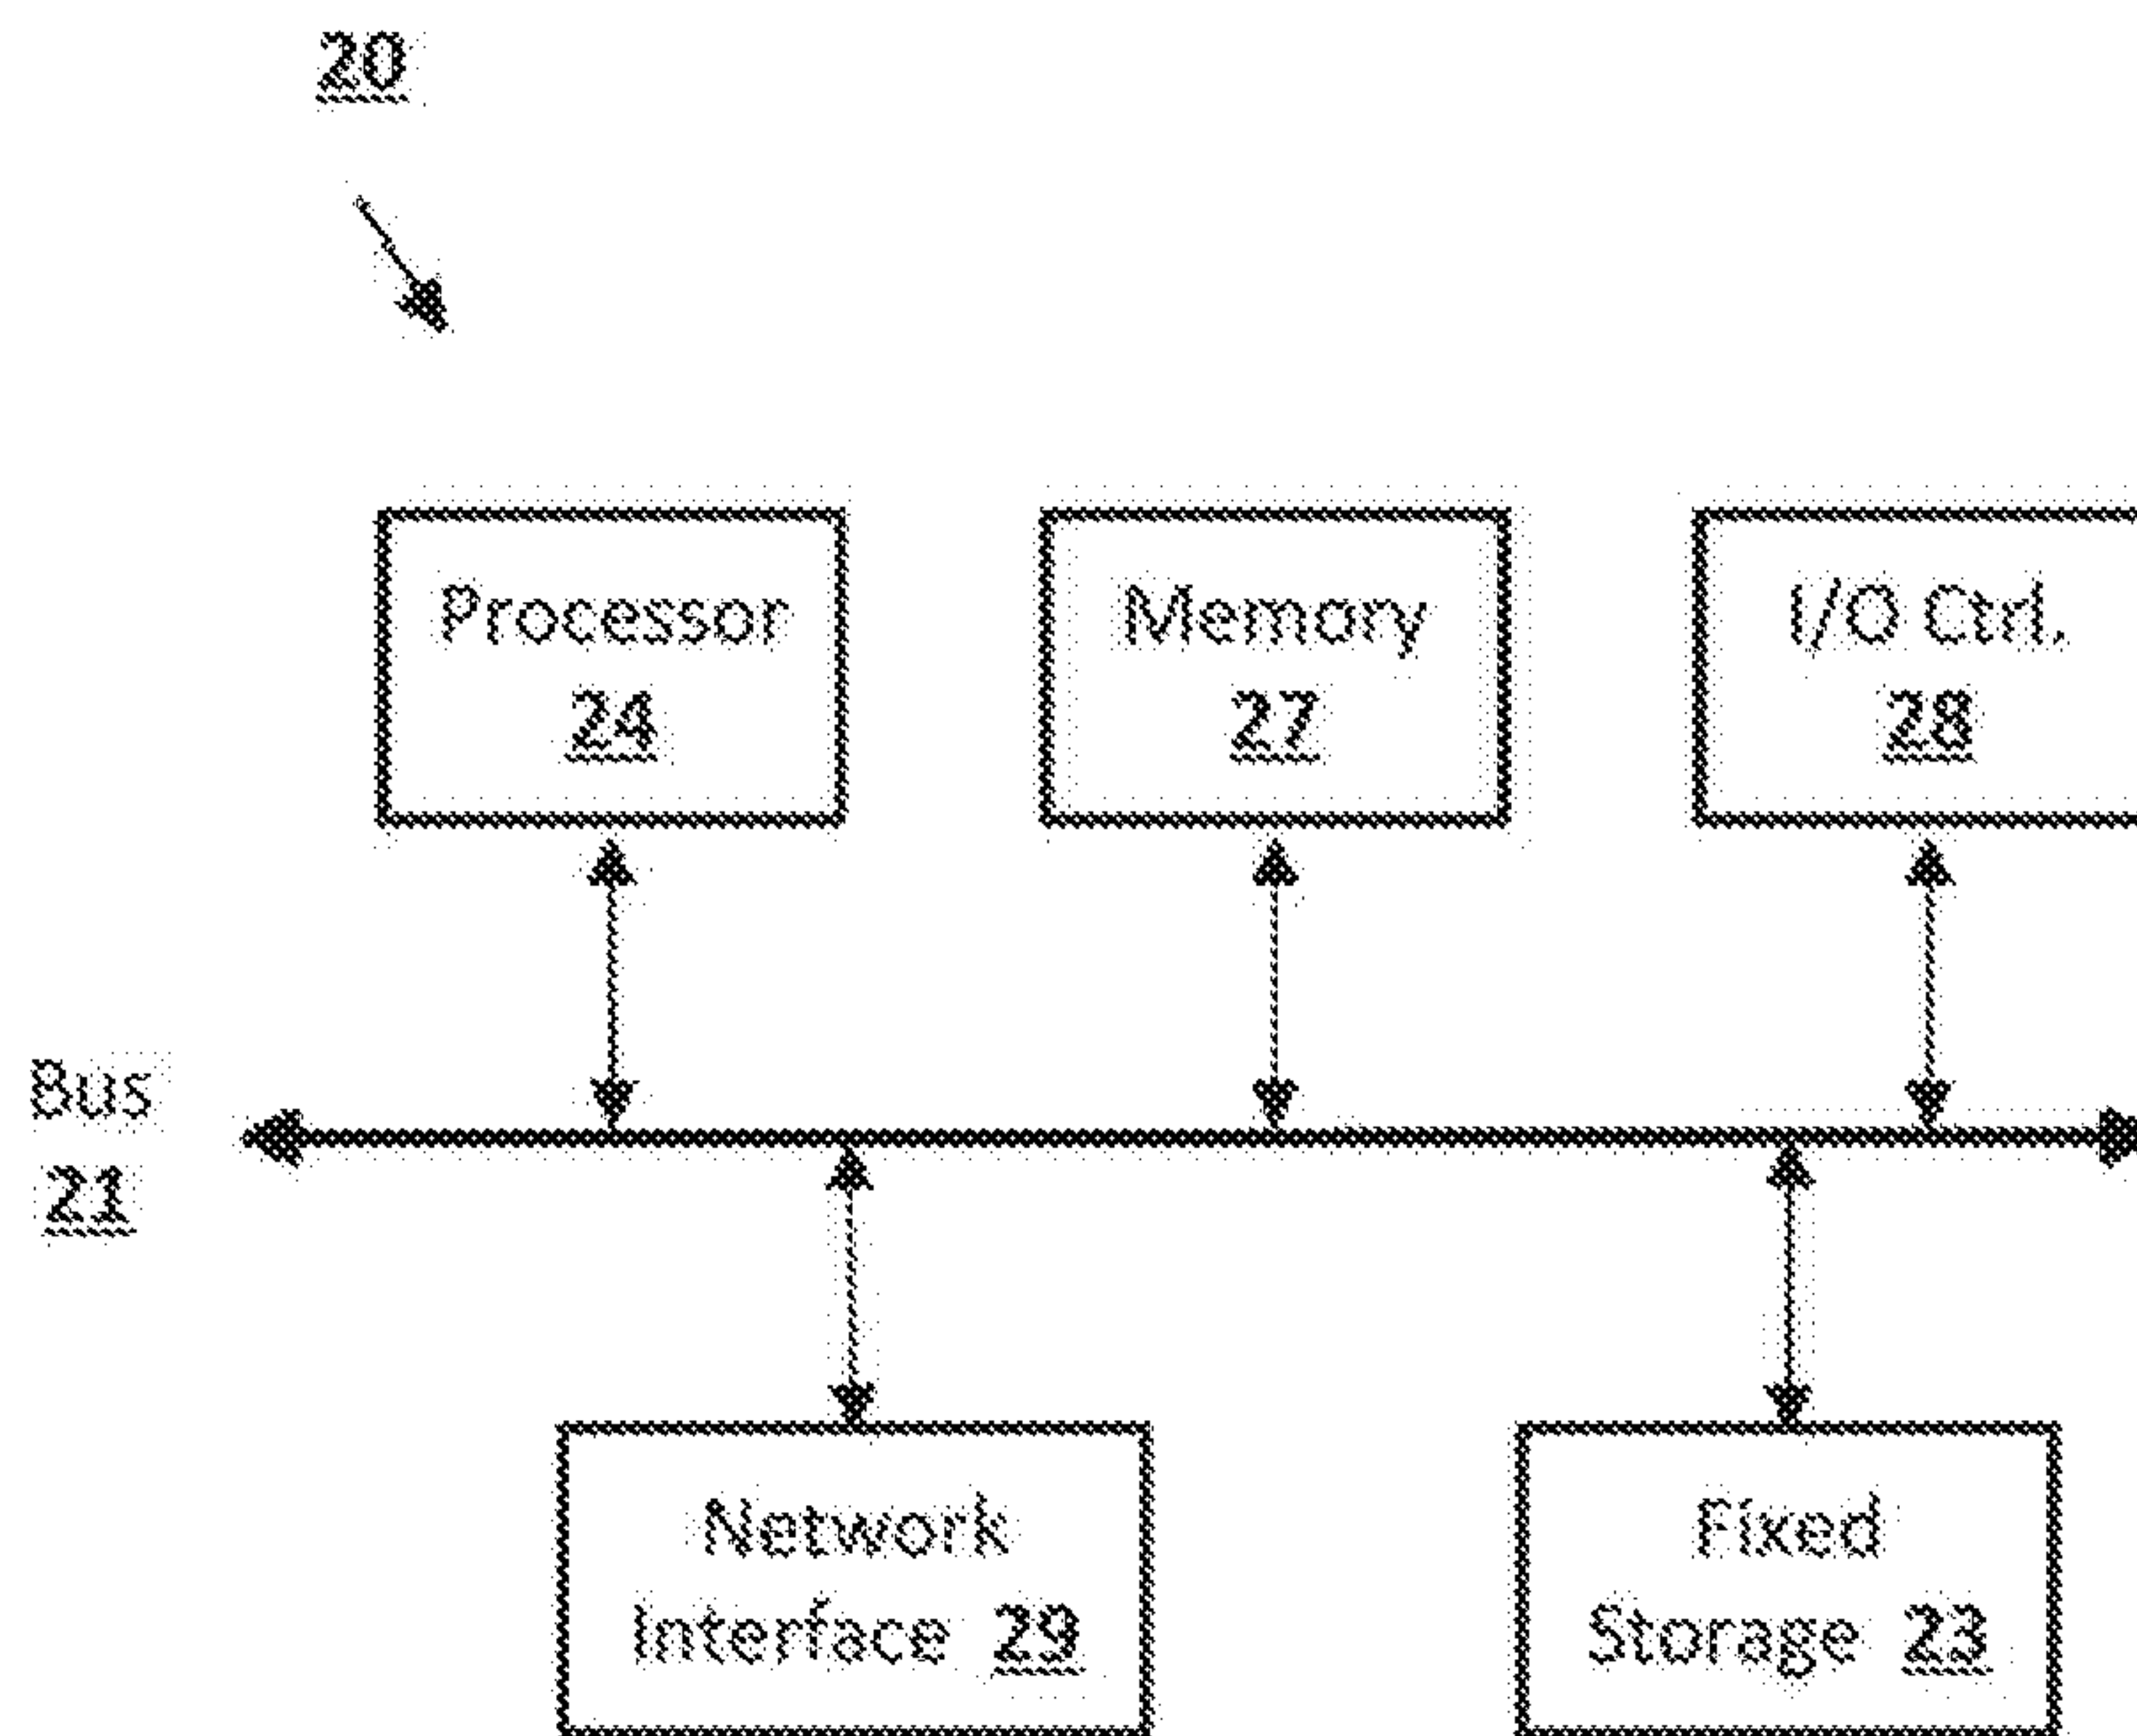 20
Processor
24
Memory
27
I/O Ctrl.
28
Bus
21
Network
Interface 29
Fixed
Storage 23